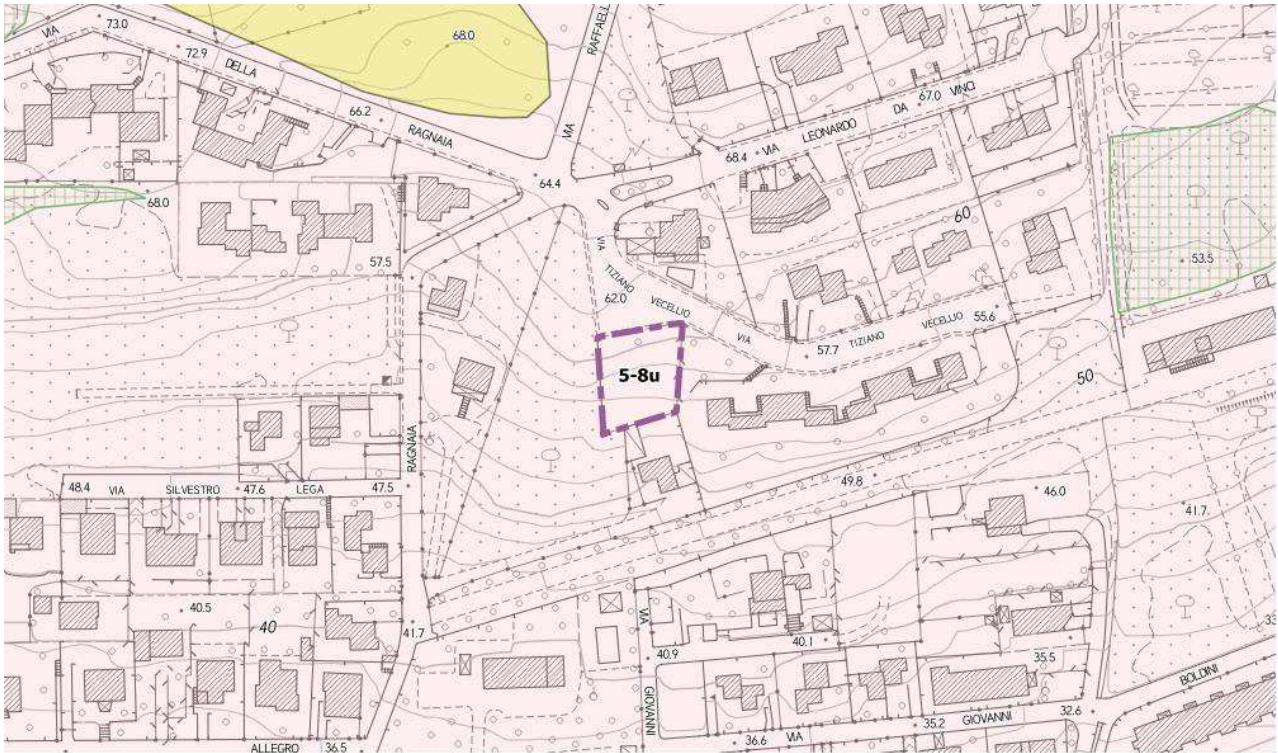 VIA
73.0
72.9
DELLA
68.0
66.2
RAGNAIA
VIA
67.0
VINCI
DA
LEONARDO
VIA
68.4
64.4
68.0
57.5
VIA
TIZIANO
62.0
VECELLIO
VIA
57.7
TIZIANO
VECELLIO
55.6
60
53.5
5-8u
50
RAGNAIA
48.4
VIA
SILVESTRO
47.6
LEGA
47.5
49.8
46.0
41.7
40.5
40
41.7
VIA
40.9
40.1
35.5
GIOVANNI
BOLDINI
ALLEGRO
36.5
36.6
VIA
35.2
GIOVANNI
32.6